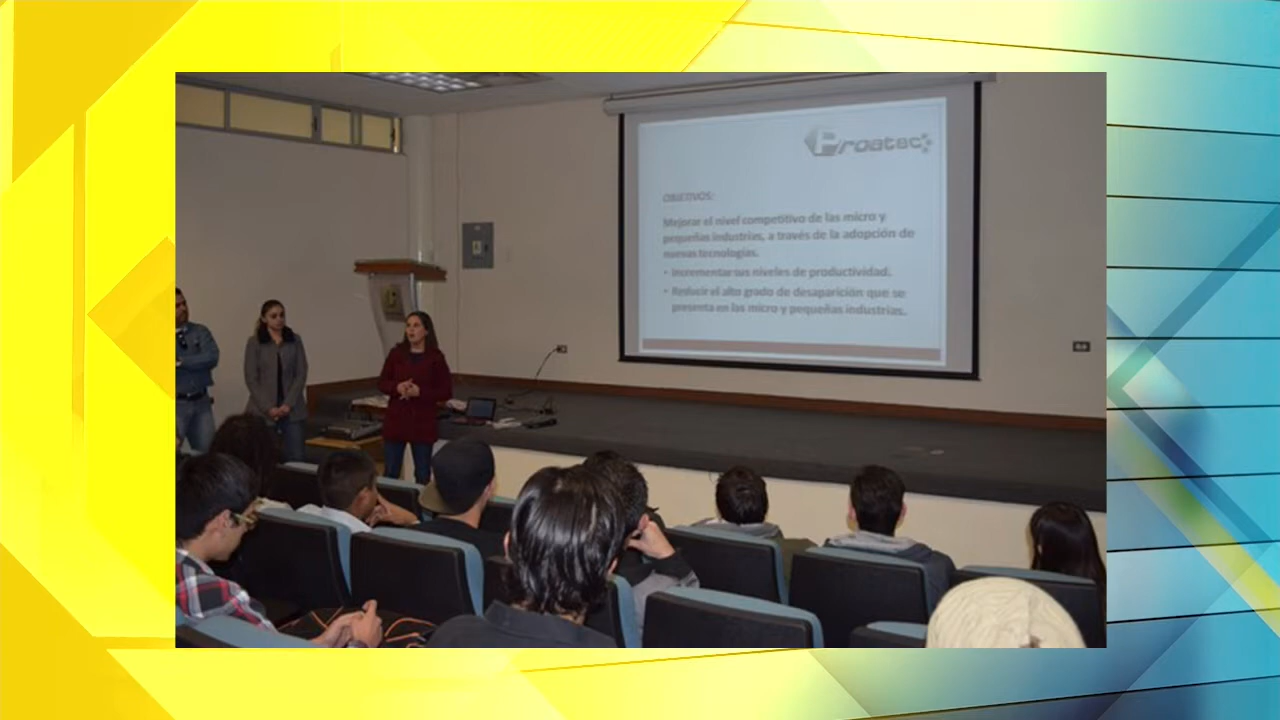 Proatec
OBJETIVOS:
Mejorar el nivel competitivo de las micro y
pequeñas industrias, a través de la adopción de
nuevas tecnologías.
• Incrementar sus niveles de productividad.
• Reducir el alto grado de desaparición que se
presenta en las micro y pequeñas industrias.